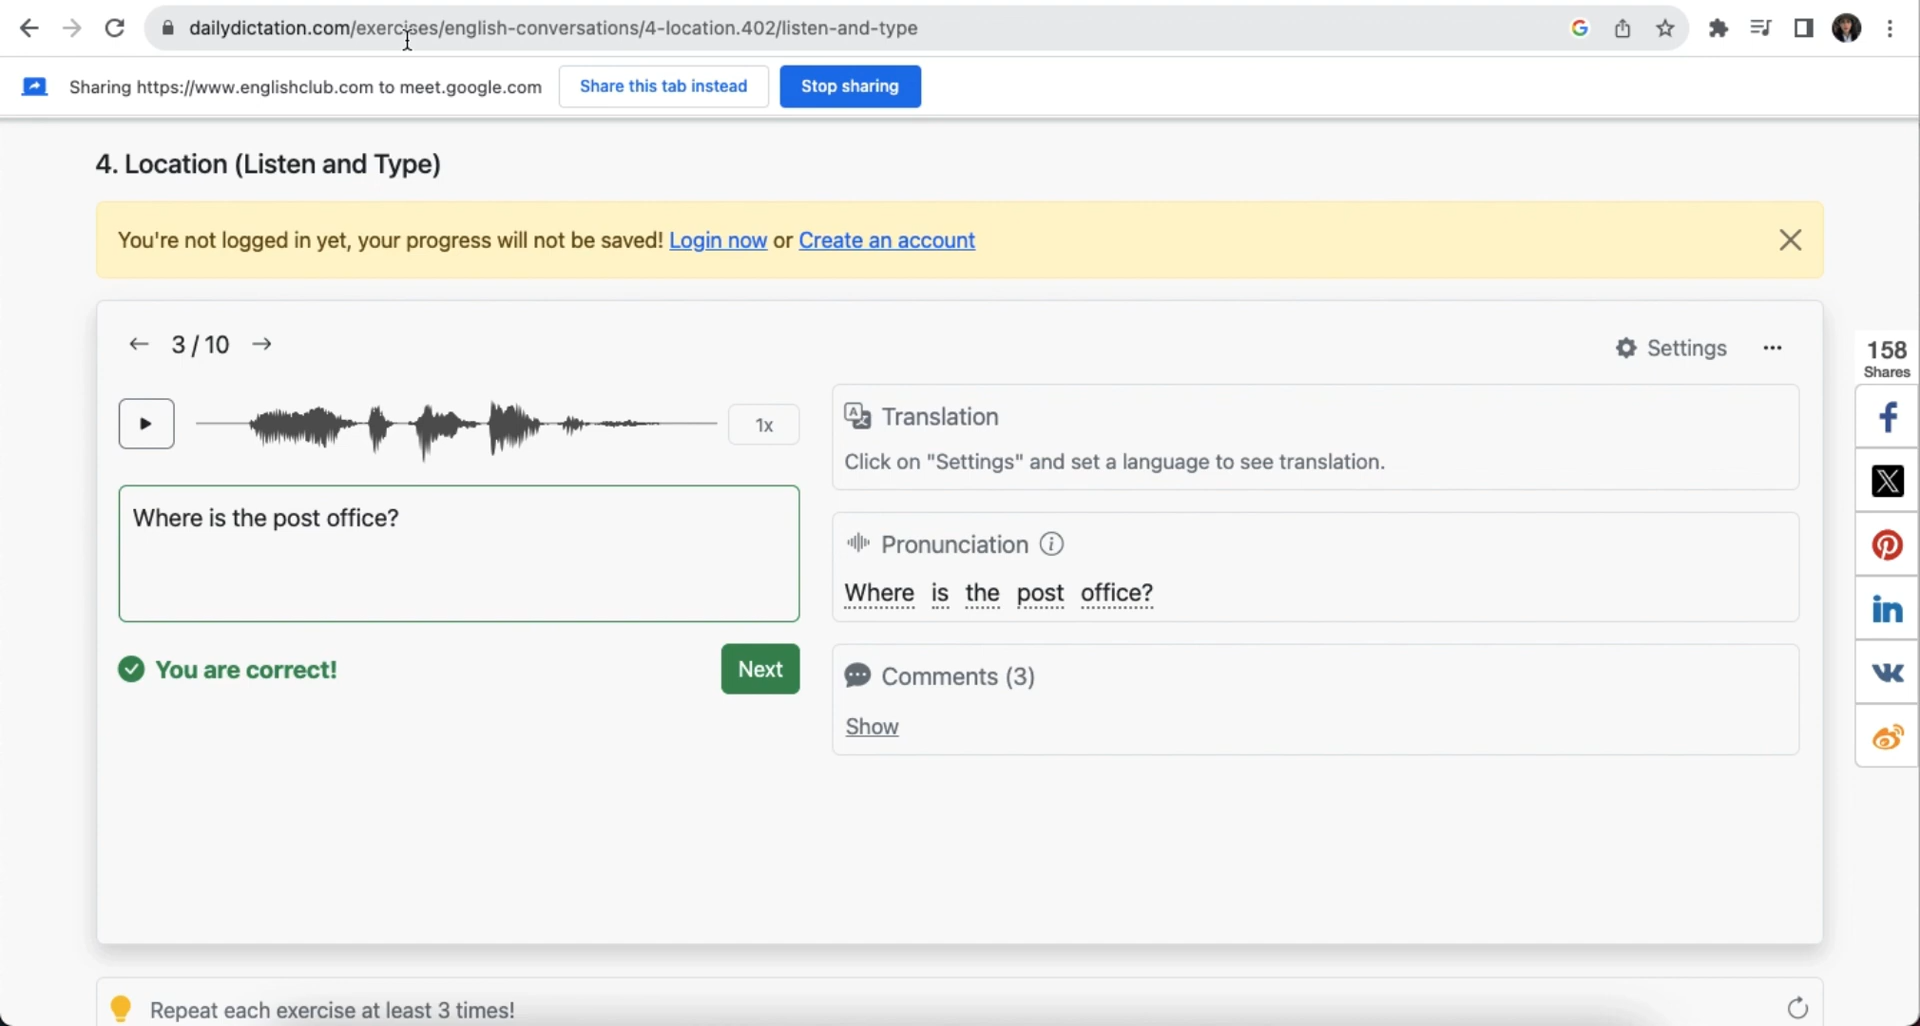 dailydictation.com/exercises/english-conversations/4-location.402/listen-and-type
Sharing https://www.englishclub.com to meet.google.com
Share this tab instead
Stop sharing
4. Location (Listen and Type)
You're not logged in yet, your progress will not be saved! Login now or Create an account
3 / 10
Settings
1x
Where is the post office?
You are correct!
Next
Translation
Click on "Settings" and set a language to see translation.
Pronunciation
Where is the post office?
Comments (3)
Show
158
Shares
Repeat each exercise at least 3 times!